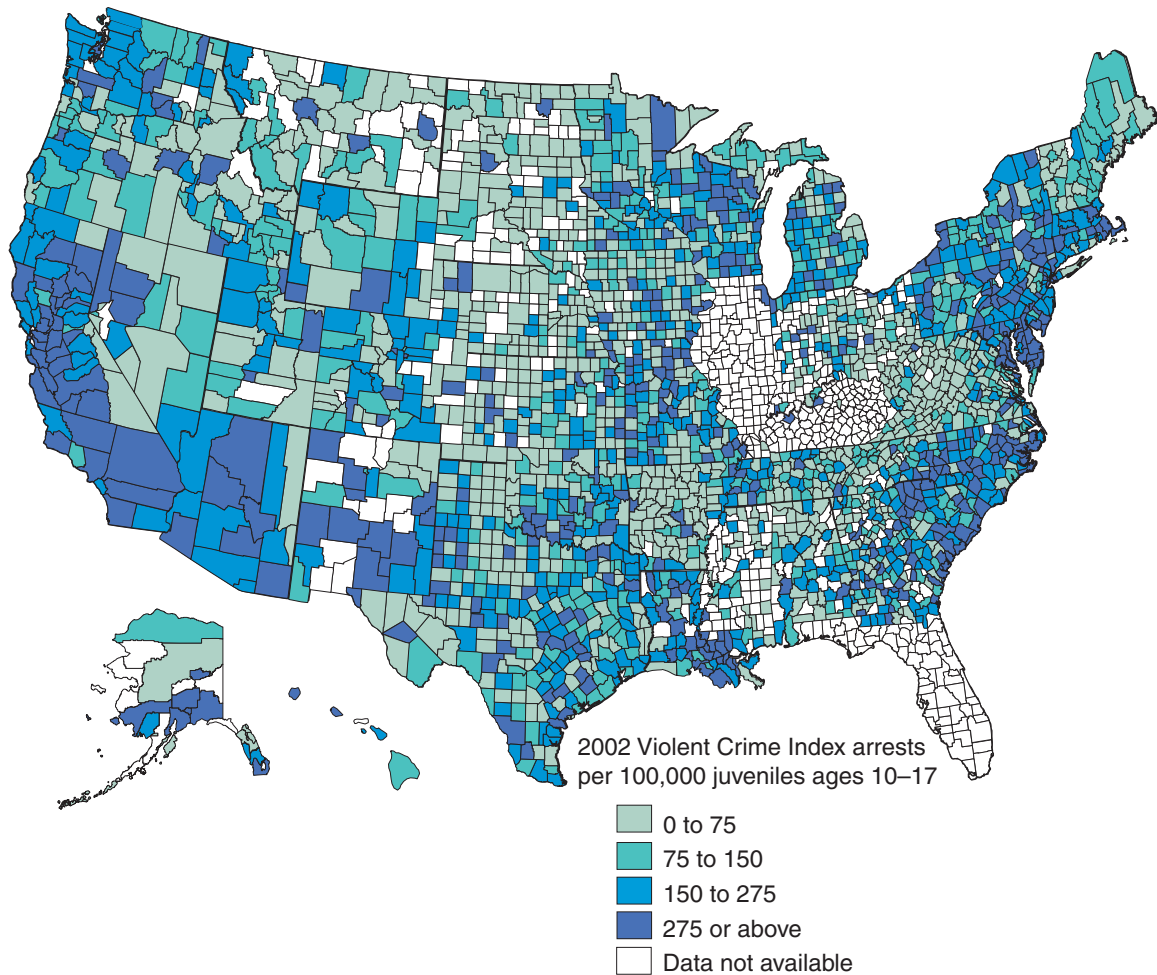 2002 Violent Crime Index arrests
per 100,000 juveniles ages 10–17
0 to 75
75 to 150
150 to 275
275 or above
Data not available